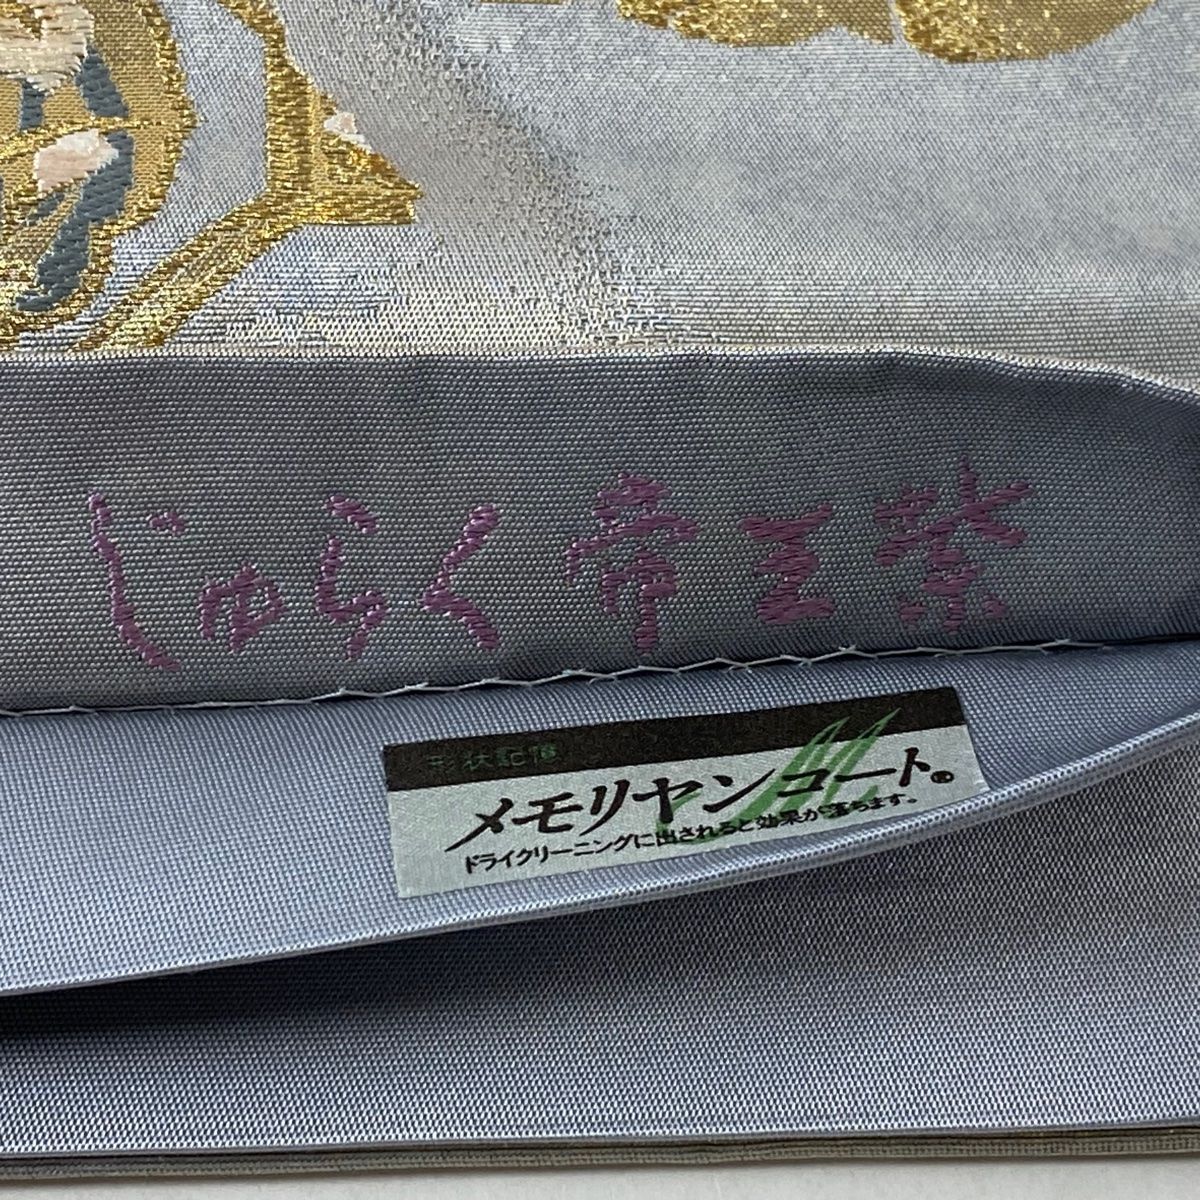 じゅらく帝王紫
形状記憶
メモリヤンコート®
ドライクリーニングに出されると効果が落ちます。